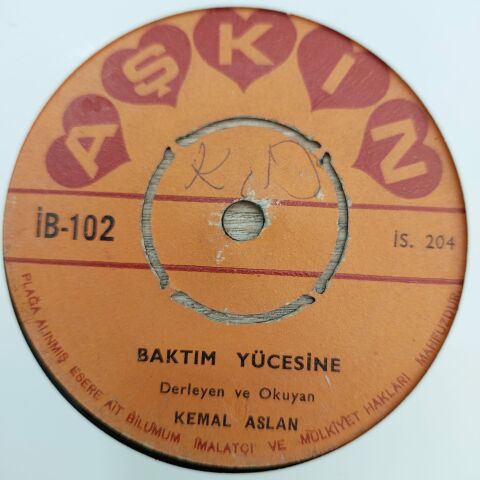 AŞKIN
K.D
İB-102
İS. 204
BAKTIM YÜCESİNE
Derleyen ve Okuyan
KEMAL ASLAN
PLAĞA ALINMIŞ ESERE AİT BİLUMUM İMALATÇI VE MÜLKİYET HAKLARI MAHFUZDUR